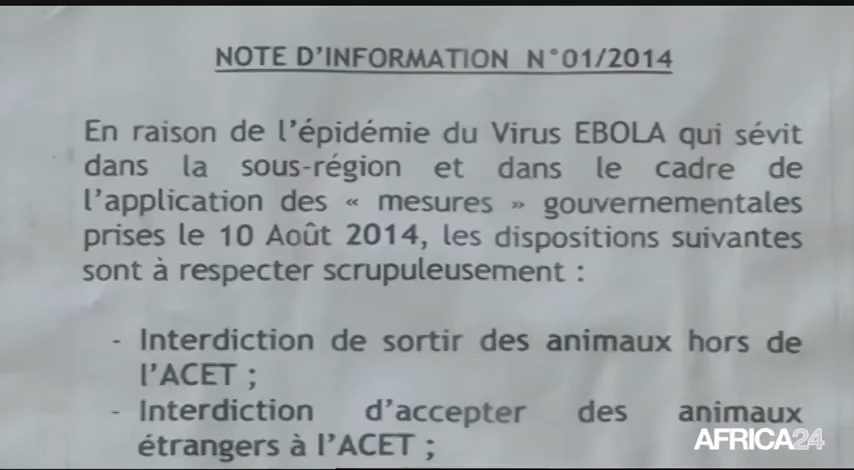 NOTE D'INFORMATION N°01/2014
En raison de l'épidémie du Virus EBOLA qui sévit
dans la sous-région et dans le cadre de
l'application des « mesures » gouvernementales
prises le 10 Août 2014, les dispositions suivantes
sont à respecter scrupuleusement :
- Interdiction de sortir des animaux hors de
l'ACET ;
- Interdiction d'accepter des animaux
étrangers à l'ACET ;
AFRICA24